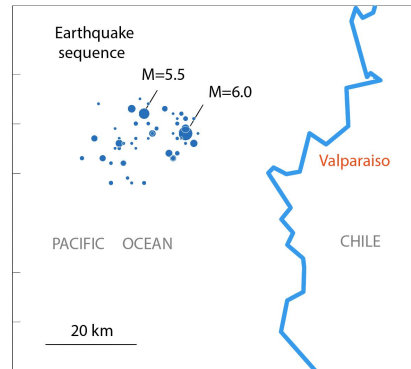 Earthquake
sequence
M=5.5
M=6.0
Valparaiso
PACIFIC OCEAN
CHILE
20 km